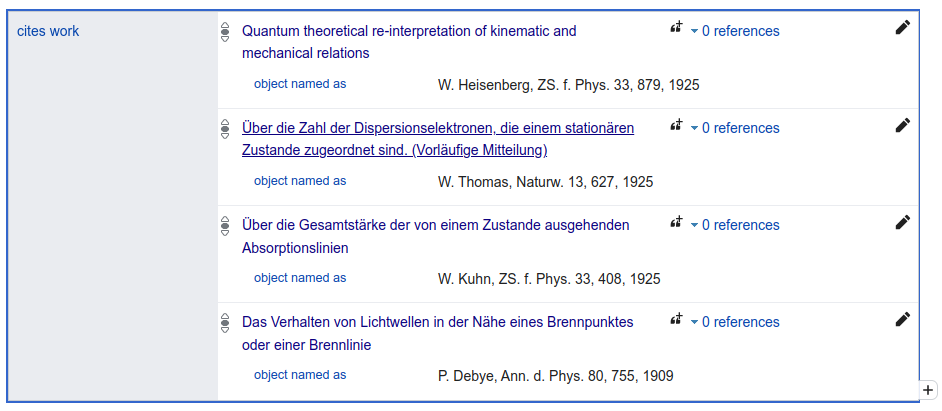 cites work
Quantum theoretical re-interpretation of kinematic and
mechanical relations
0 references
object named as
W. Heisenberg, ZS. f. Phys. 33, 879, 1925
Über die Zahl der Dispersionselektronen, die einem stationären
Zustande zugeordnet sind. (Vorläufige Mitteilung)
0 references
object named as
W. Thomas, Naturw. 13, 627, 1925
Über die Gesamtstärke der von einem Zustande ausgehenden
Absorptionslinien
0 references
object named as
W. Kuhn, ZS. f. Phys. 33, 408, 1925
Das Verhalten von Lichtwellen in der Nähe eines Brennpunktes
oder einer Brennlinie
0 references
object named as
P. Debye, Ann. d. Phys. 80, 755, 1909